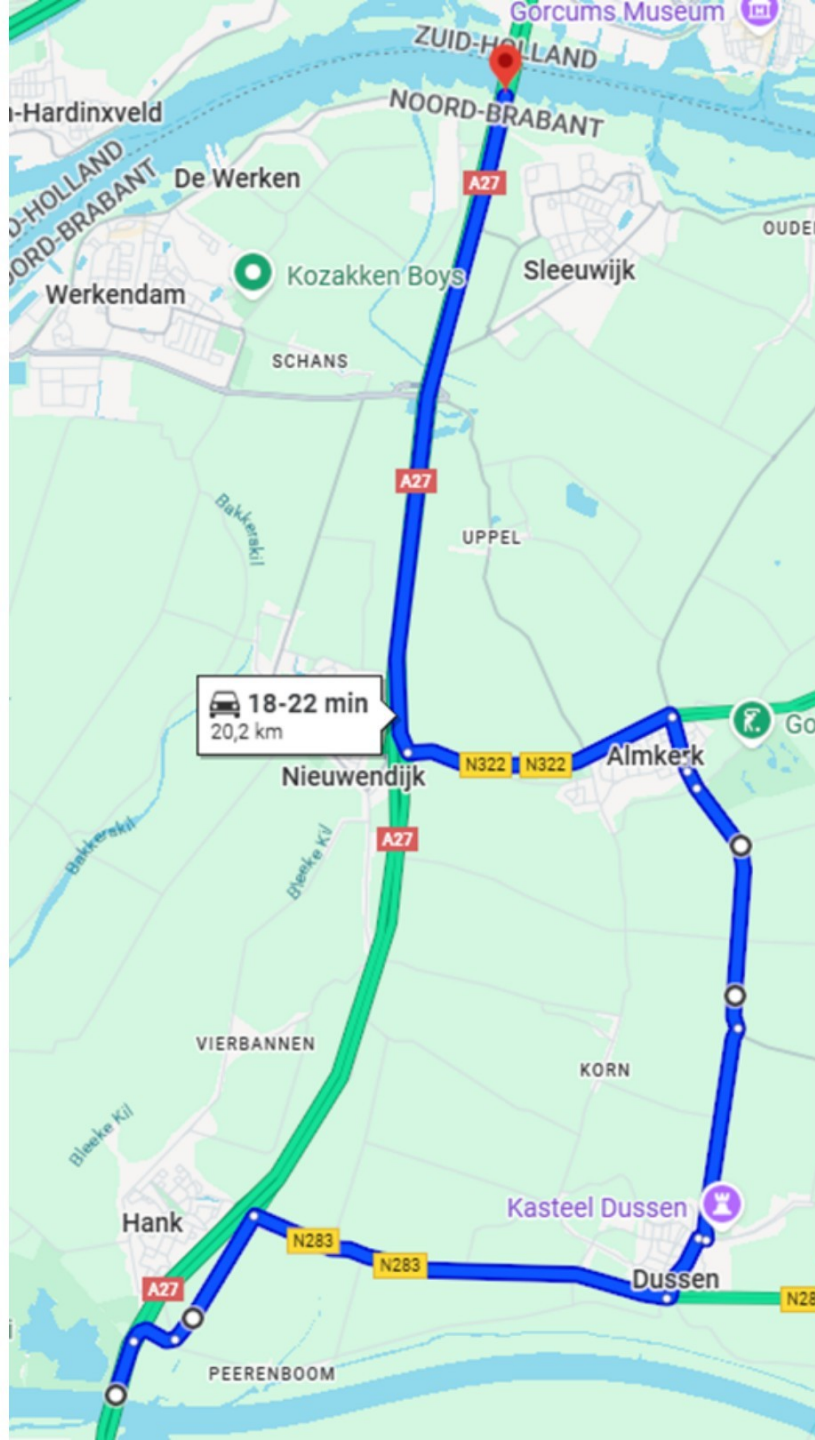 Gorcums Museum
ZUID-HOLLAND
NOORD-BRABANT
-Hardinxveld
D-HOLLAND
OORD-BRABANT
De Werken
A27
OUDE
Kozakken Boys
Sleeuwijk
Werkendam
SCHANS
A27
Bakkerskil
UPPEL
18-22 min
20,2 km
Go
Almkerk
N322 N322
Nieuwendijk
A27
Bakkerskil
Bleeke Kil
VIERBANNEN
KORN
Bleeke Kil
Kasteel Dussen
Hank
N283
N283
Dussen
A27
N28
PEERENBOOM